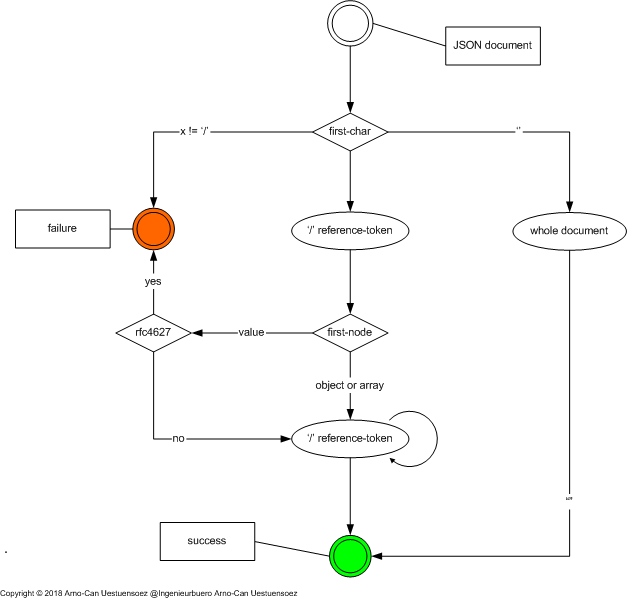 JSON document
x != ‘/’
first-char
‘’
failure
‘/’ reference-token
whole document
yes
rfc4627
value
first-node
object or array
no
‘/’ reference-token
“”
success
.
Copyright © 2018 Arno-Can Uestuensoez @Ingenieurbuero Arno-Can Uestuensoez